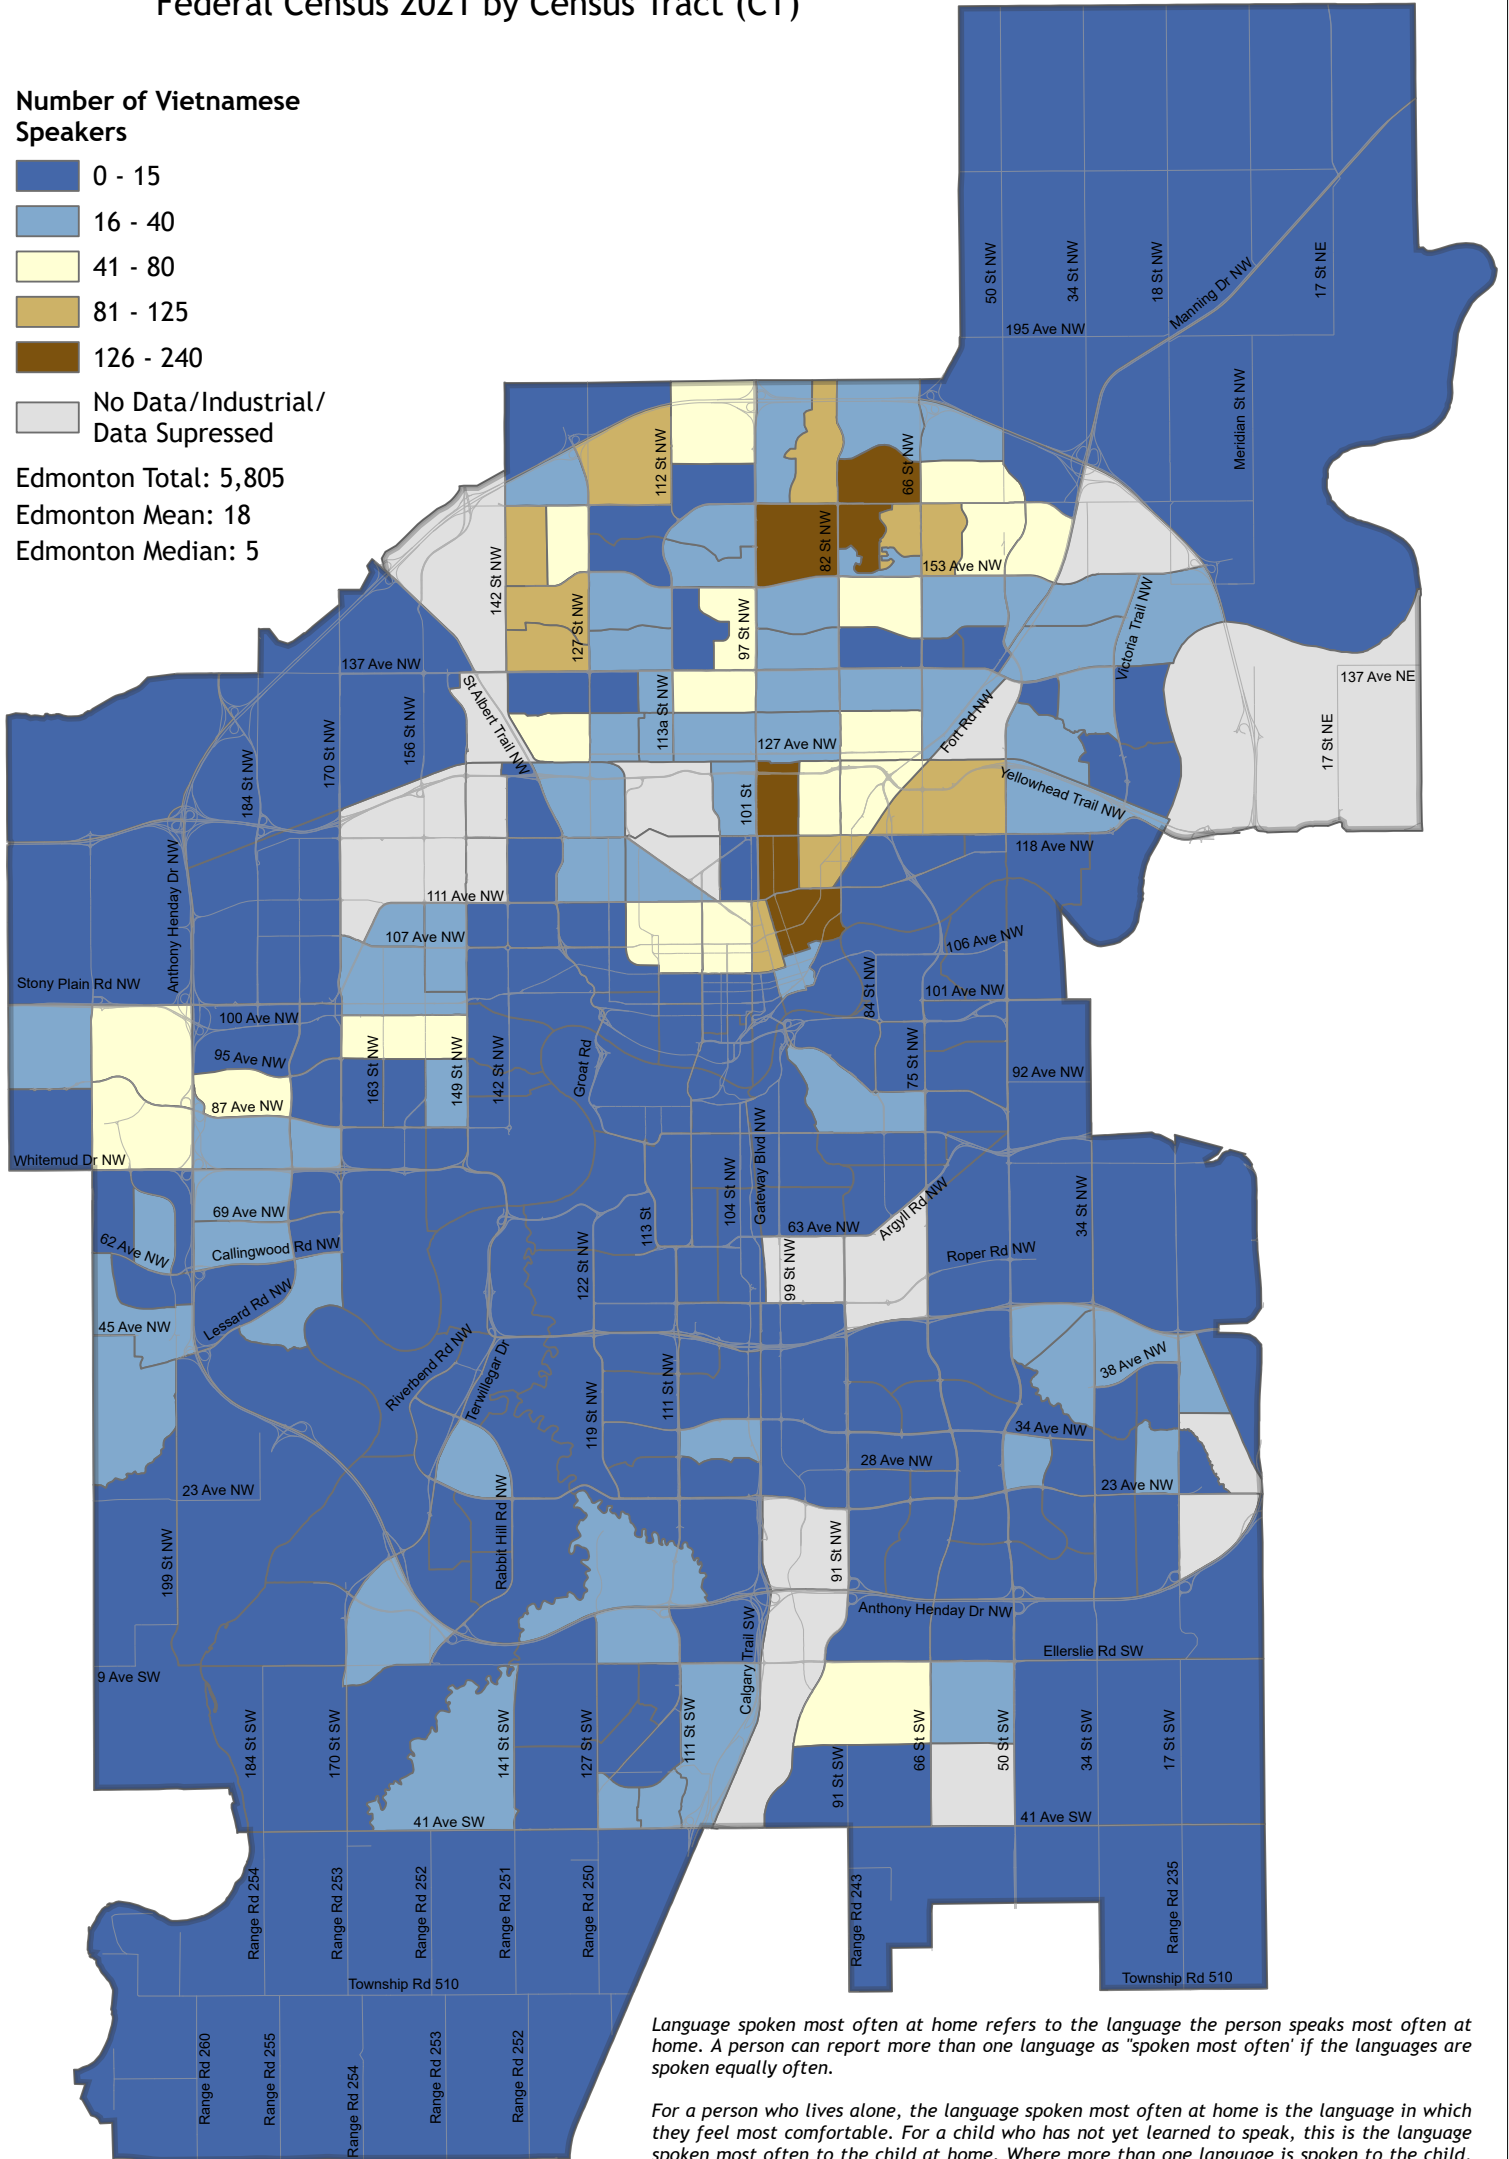 Federal Census 2021 by Census Tract (CT)
Number of Vietnamese
Speakers
0 - 15
16 - 40
41 - 80
81 - 125
126 - 240
No Data/Industrial/
Data Supressed
Edmonton Total: 5,805
Edmonton Mean: 18
Edmonton Median: 5
50 St NW
34 St NW
18 St NW
Manning Dr NW
17 St NE
195 Ave NW
Meridian St NW
112 St NW
66 St NW
142 St NW
82 St NW
153 Ave NW
127 St NW
97 St NW
Victoria Trail NW
137 Ave NW
137 Ave NE
St Albert Trail NW
113a St NW
Fort Rd NW
156 St NW
170 St NW
184 St NW
127 Ave NW
17 St NE
101 St
Yellowhead Trail NW
118 Ave NW
Anthony Henday Dr NW
111 Ave NW
107 Ave NW
106 Ave NW
Stony Plain Rd NW
84 St NW
101 Ave NW
100 Ave NW
95 Ave NW
163 St NW
149 St NW
142 St NW
Groat Rd
75 St NW
92 Ave NW
87 Ave NW
Gateway Blvd NW
Whitemud Dr NW
104 St NW
34 St NW
69 Ave NW
113 St
63 Ave NW
Argyll Rd NW
62 Ave NW
Callingwood Rd NW
122 St NW
99 St NW
Roper Rd NW
Lessard Rd NW
45 Ave NW
Riverbend Rd NW
Terwillegar Dr
38 Ave NW
119 St NW
111 St NW
34 Ave NW
28 Ave NW
23 Ave NW
23 Ave NW
Rabbit Hill Rd NW
199 St NW
91 St NW
Anthony Henday Dr NW
Calgary Trail SW
Ellerslie Rd SW
9 Ave SW
184 St SW
170 St SW
141 St SW
127 St SW
111 St SW
91 St SW
66 St SW
50 St SW
34 St SW
17 St SW
41 Ave SW
41 Ave SW
Range Rd 254
Range Rd 253
Range Rd 252
Range Rd 251
Range Rd 250
Range Rd 243
Range Rd 235
Township Rd 510
Township Rd 510
Range Rd 260
Range Rd 255
Range Rd 254
Range Rd 253
Range Rd 252
Language spoken most often at home refers to the language the person speaks most often at
home. A person can report more than one language as "spoken most often' if the languages are
spoken equally often.
For a person who lives alone, the language spoken most often at home is the language in which
they feel most comfortable. For a child who has not yet learned to speak, this is the language
spoken most often to the child at home. Where more than one language is spoken to the child,